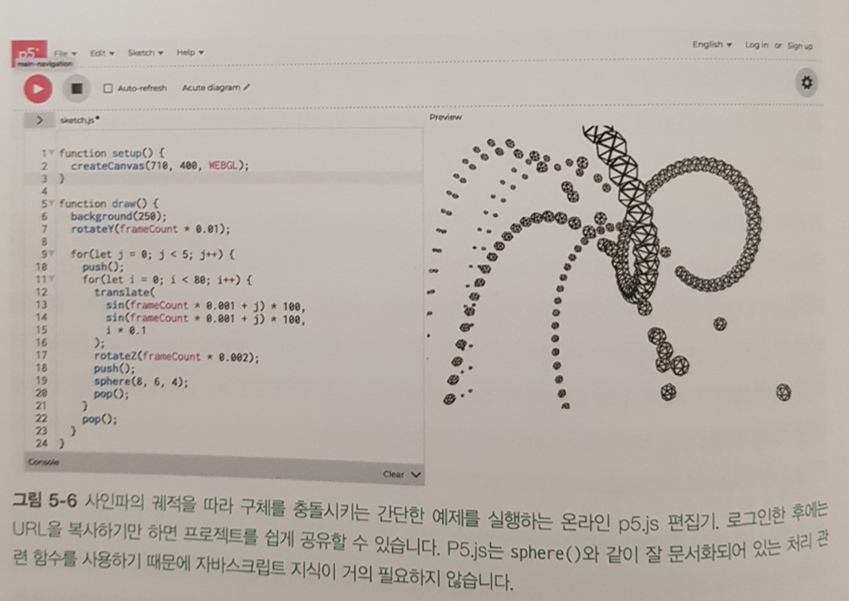 p5* File Edit Sketch Help English Log in or Sign up
main-navigation
Auto-refresh Acute diagram
sketch.js• Preview
1 function setup() {
2 createCanvas(710, 400, WEBGL);
3 }
4
5 function draw() {
6 background(250);
7 rotateY(frameCount * 0.01);
8
9 for(let j = 0; j < 5; j++) {
10 push();
11 for(let i = 0; i < 80; i++) {
12 translate(
13 sin(frameCount * 0.001 + j) * 100,
14 sin(frameCount * 0.001 + j) * 100,
15 i * 0.1
16 );
17 rotateZ(frameCount * 0.002);
18 push();
19 sphere(8, 6, 4);
20 pop();
21 }
22 pop();
23 }
24 }
Console Clear
그림 5-6 사인파의 궤적을 따라 구체를 충돌시키는 간단한 예제를 실행하는 온라인 p5.js 편집기. 로그인한 후에는
URL을 복사하기만 하면 프로젝트를 쉽게 공유할 수 있습니다. P5.js는 sphere()와 같이 잘 문서화되어 있는 처리 관
련 함수를 사용하기 때문에 자바스크립트 지식이 거의 필요하지 않습니다.